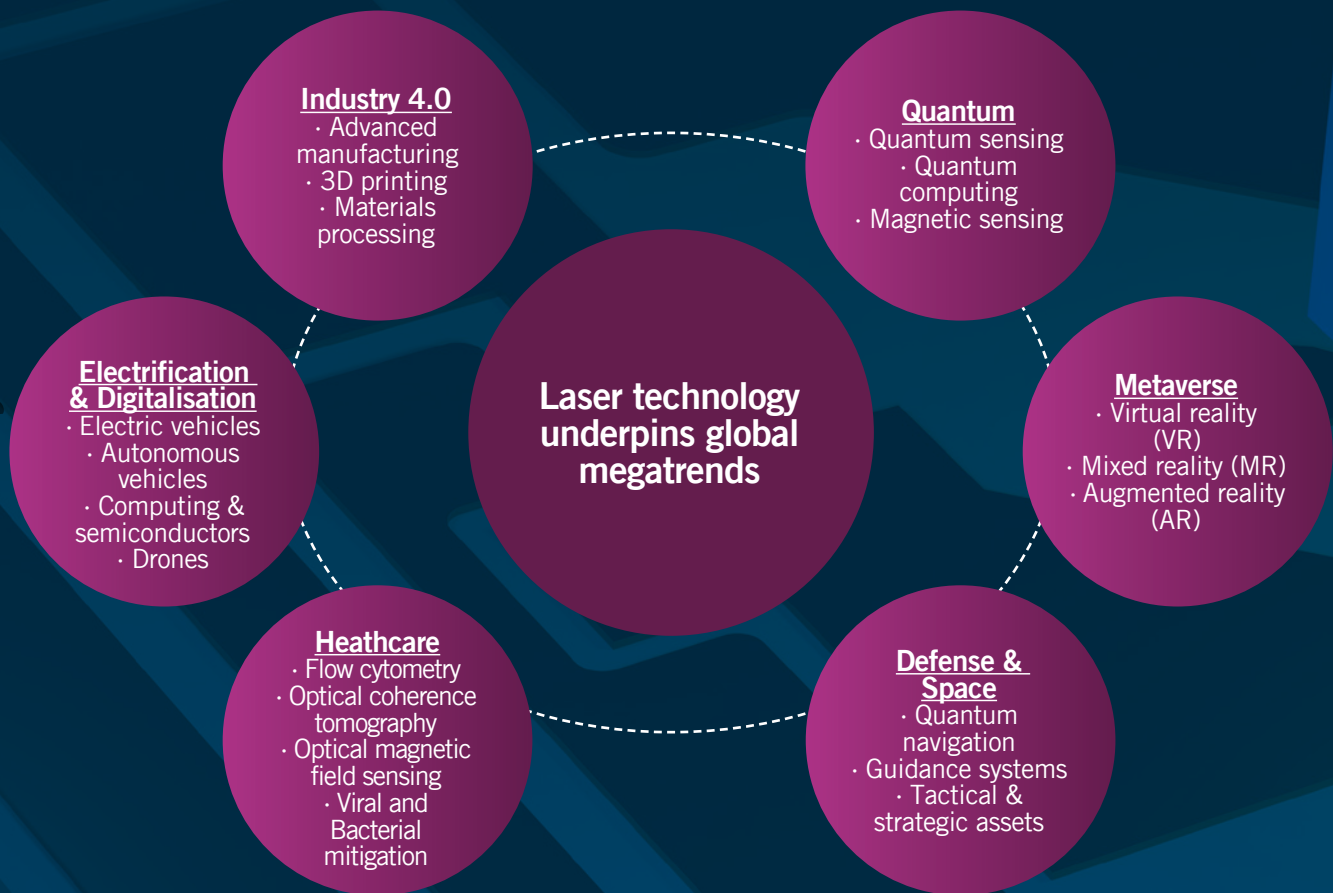 Industry 4.0
· Advanced
manufacturing
· 3D printing
· Materials
processing
Quantum
· Quantum sensing
· Quantum
computing
· Magnetic sensing
Electrification
& Digitalisation
· Electric vehicles
· Autonomous
vehicles
· Computing &
semiconductors
· Drones
Laser technology
underpins global
megatrends
Metaverse
· Virtual reality
(VR)
· Mixed reality (MR)
· Augmented reality
(AR)
Heathcare
· Flow cytometry
· Optical coherence
tomography
· Optical magnetic
field sensing
· Viral and
Bacterial
mitigation
Defense &
Space
· Quantum
navigation
· Guidance systems
· Tactical &
strategic assets